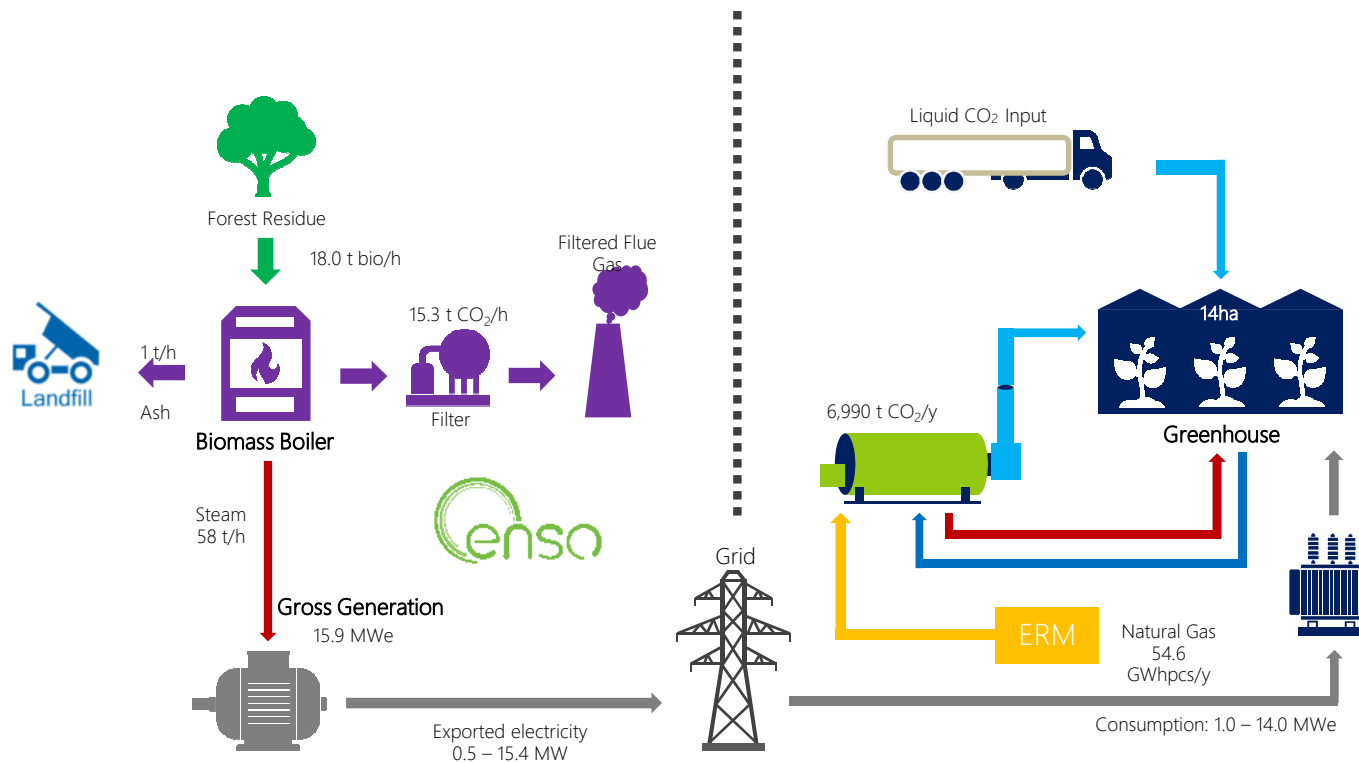 Liquid CO₂ Input
Forest Residue
18.0 t bio/h
Filtered Flue
Gas
15.3 t CO₂/h
14ha
1 t/h
Landfill
Ash
Filter
Biomass Boiler
6,990 t CO₂/y
Greenhouse
Steam
58 t/h
enso
Grid
Gross Generation
15.9 MWe
ERM
Natural Gas
54.6
GWhpcs/y
Exported electricity
0.5 – 15.4 MW
Consumption: 1.0 – 14.0 MWe